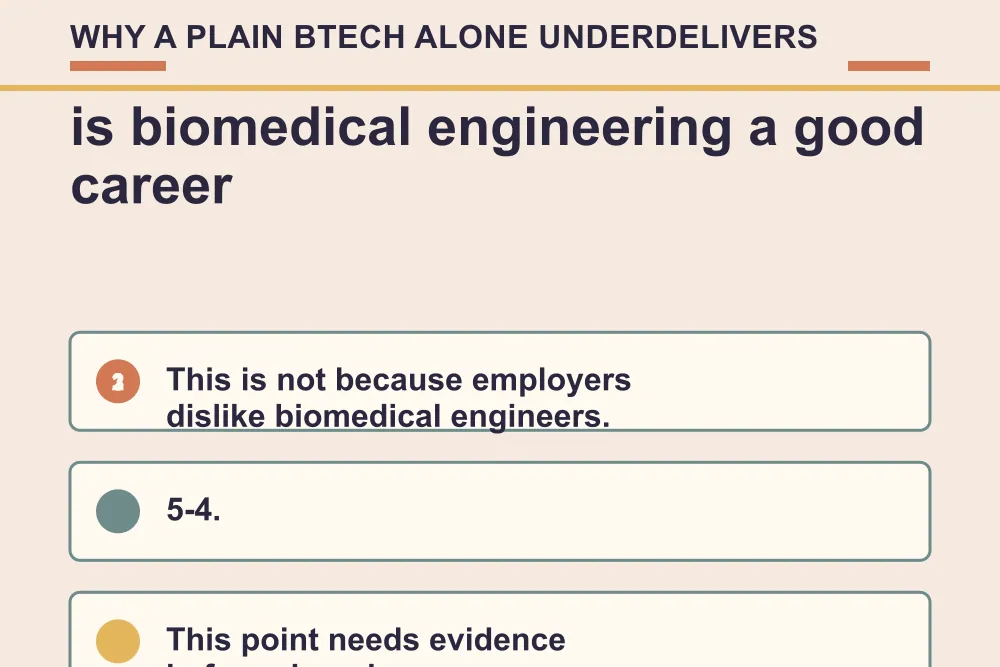 WHY A PLAIN BTECH ALONE UNDERDELIVERS
is biomedical engineering a good
career
This is not because employers
dislike biomedical engineers.
5-4.
This point needs evidence